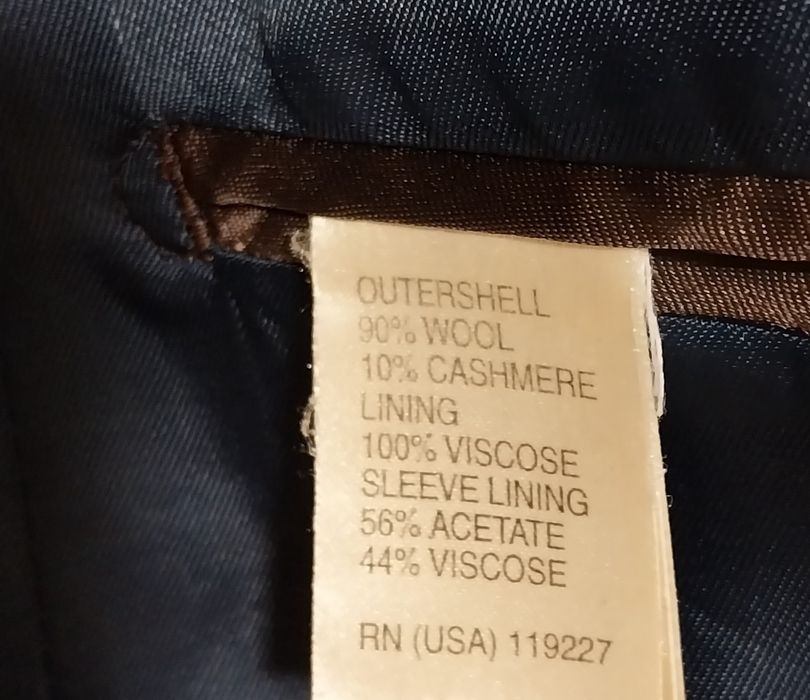 OUTERSHELL
90% WOOL
10% CASHMERE
LINING
100% VISCOSE
SLEEVE LINING
56% ACETATE
44% VISCOSE
RN (USA) 119227